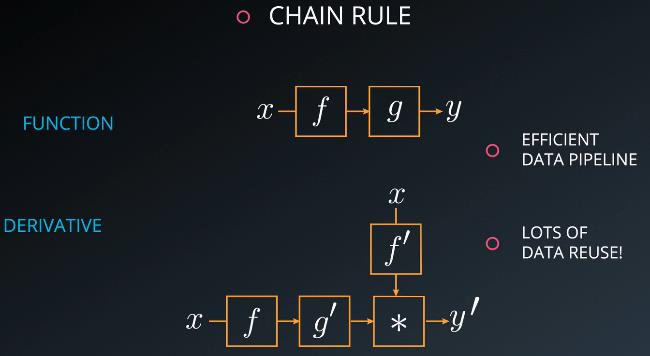 CHAIN RULE
x f g y
FUNCTION
EFFICIENT
DATA PIPELINE
x
DERIVATIVE
f′
LOTS OF
DATA REUSE!
x f g′ * y′